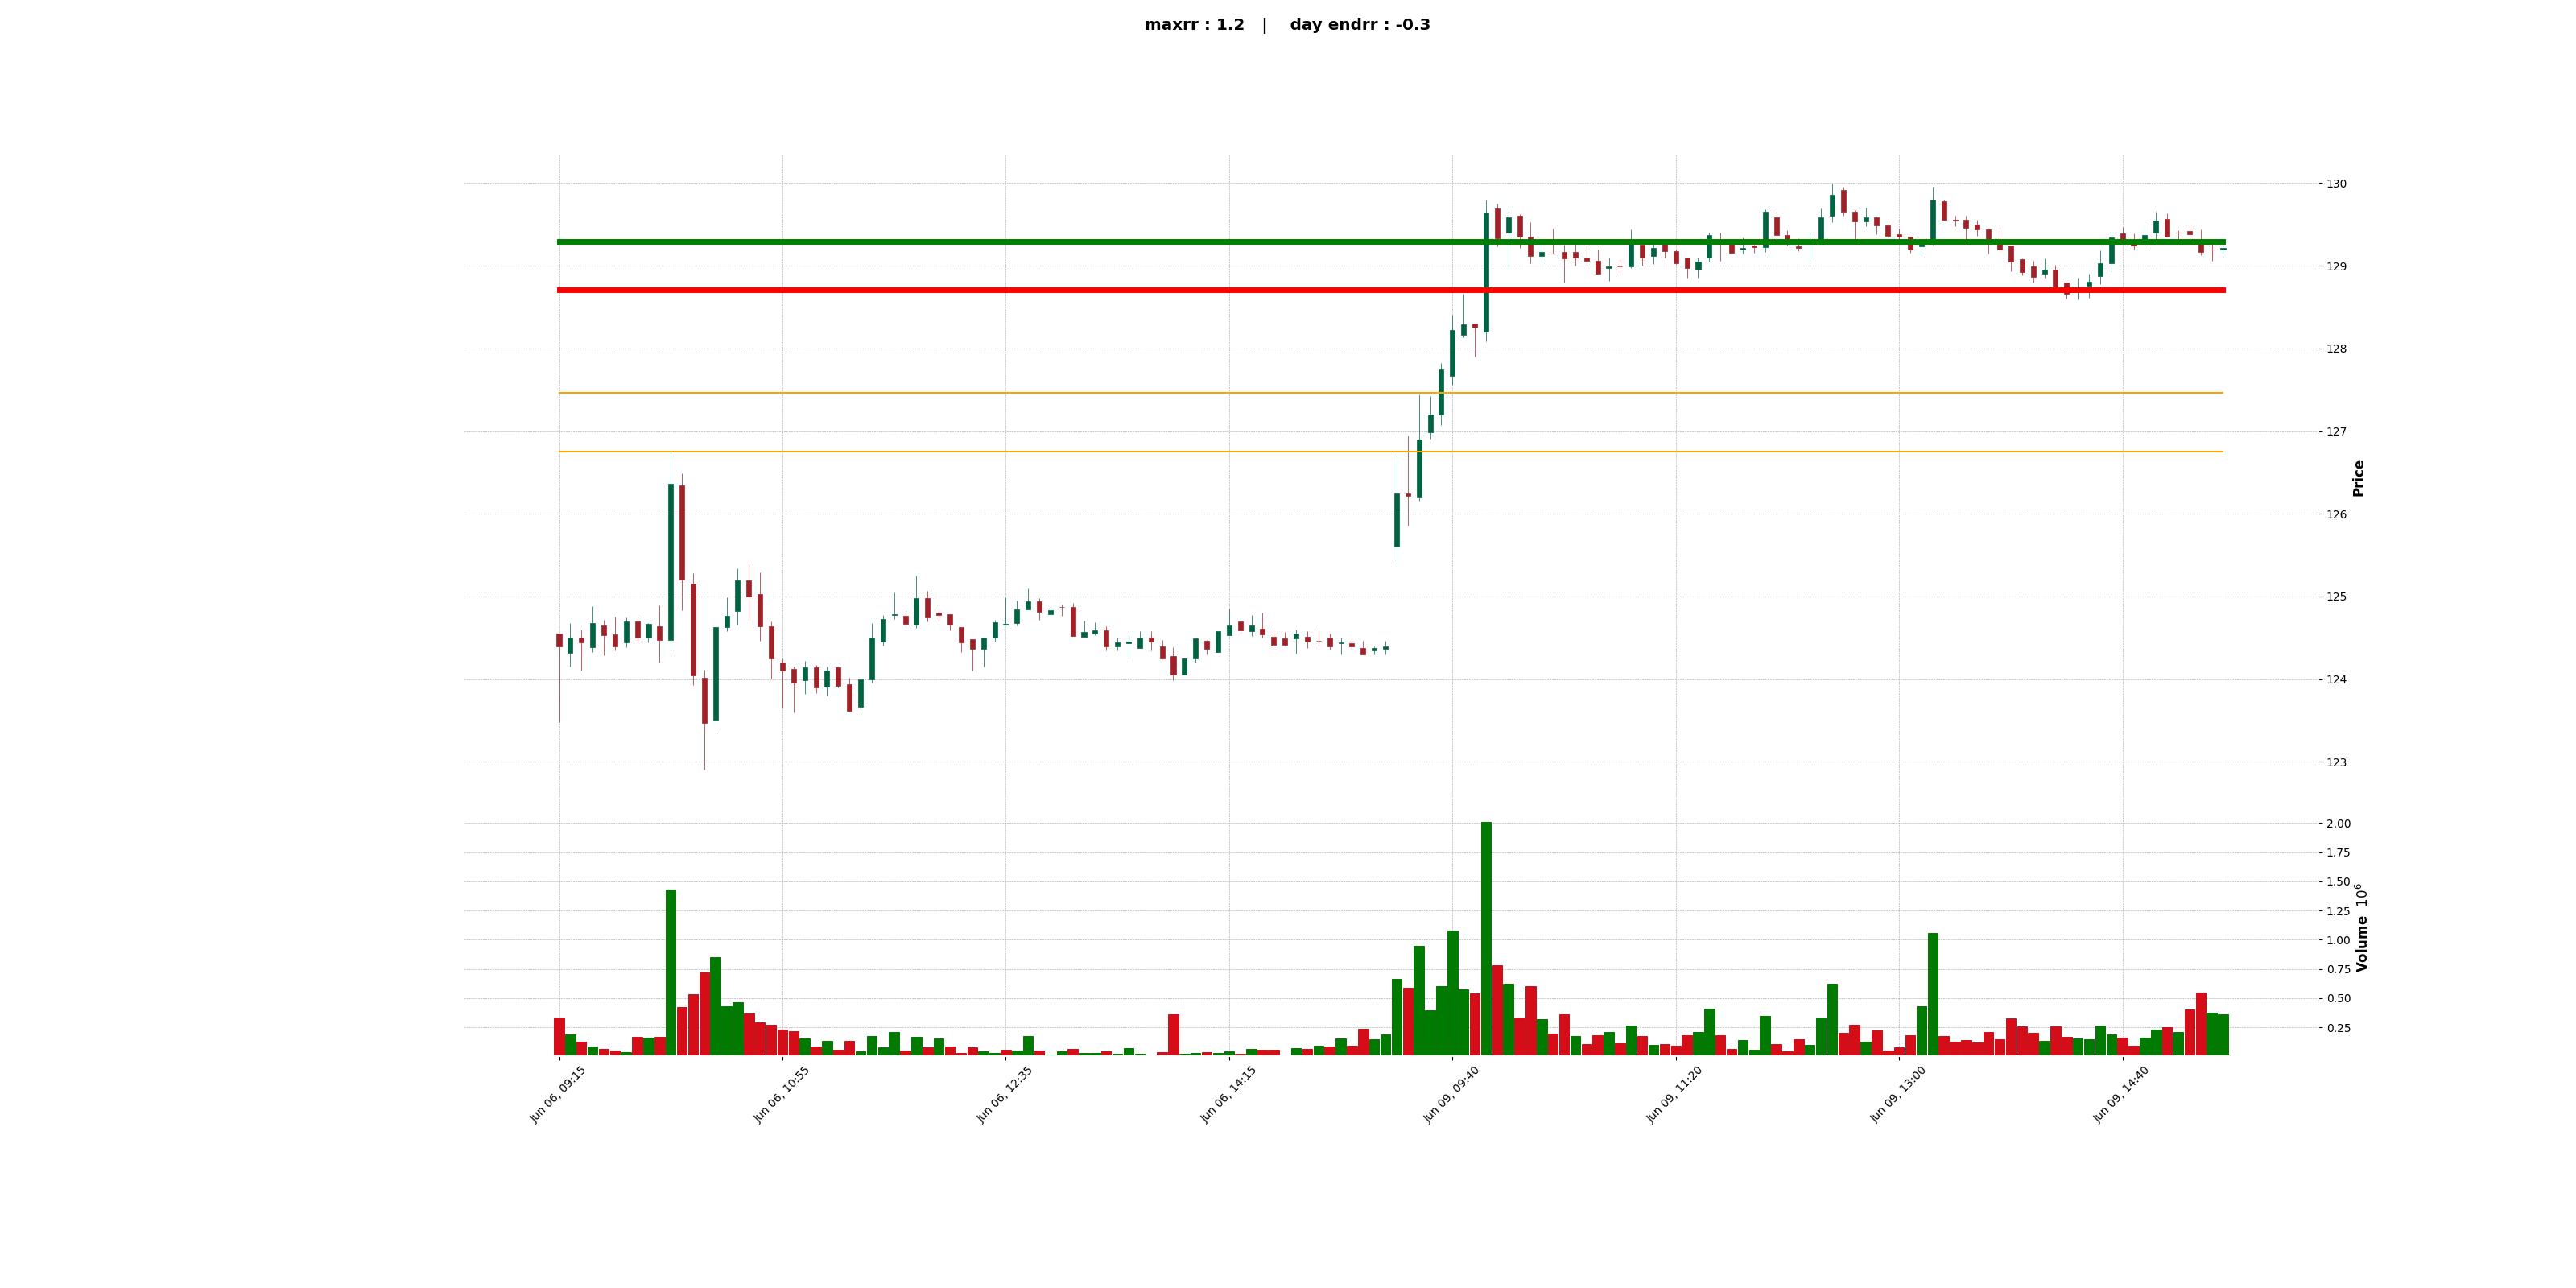 maxrr : 1.2   |    day endrr : -0.3
130
129
128
127
126
125
124
123
Price
2.00
1.75
1.50
1.25
1.00
0.75
0.50
0.25
Volume 10^6
Jun 06, 09:15
Jun 06, 10:55
Jun 06, 12:35
Jun 06, 14:15
Jun 09, 09:40
Jun 09, 11:20
Jun 09, 13:00
Jun 09, 14:40